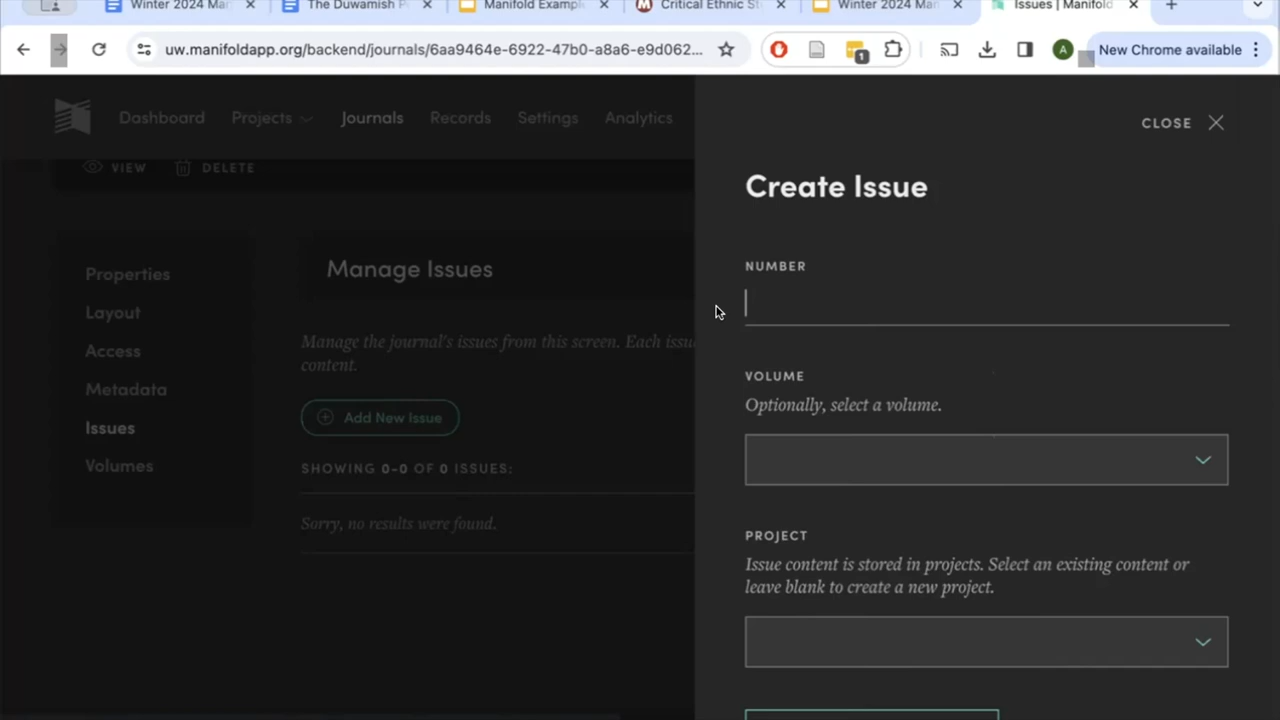 Winter 2024 Man
The Duwamish P
Manifold Exampl
Critical Ethnic St
Winter 2024 Man
Issues | Manifold
uw.manifoldapp.org/backend/journals/6aa9464e-6922-47b0-a8a6-e9d062...
1
A
New Chrome available
Dashboard
Projects
Journals
Records
Settings
Analytics
CLOSE
VIEW
DELETE
Create Issue
Properties
Layout
Access
Metadata
Issues
Volumes
Manage Issues
Manage the journal's issues from this screen. Each issu
content.
Add New Issue
SHOWING 0-0 OF 0 ISSUES:
Sorry, no results were found.
NUMBER
VOLUME
Optionally, select a volume.
PROJECT
Issue content is stored in projects. Select an existing content or
leave blank to create a new project.